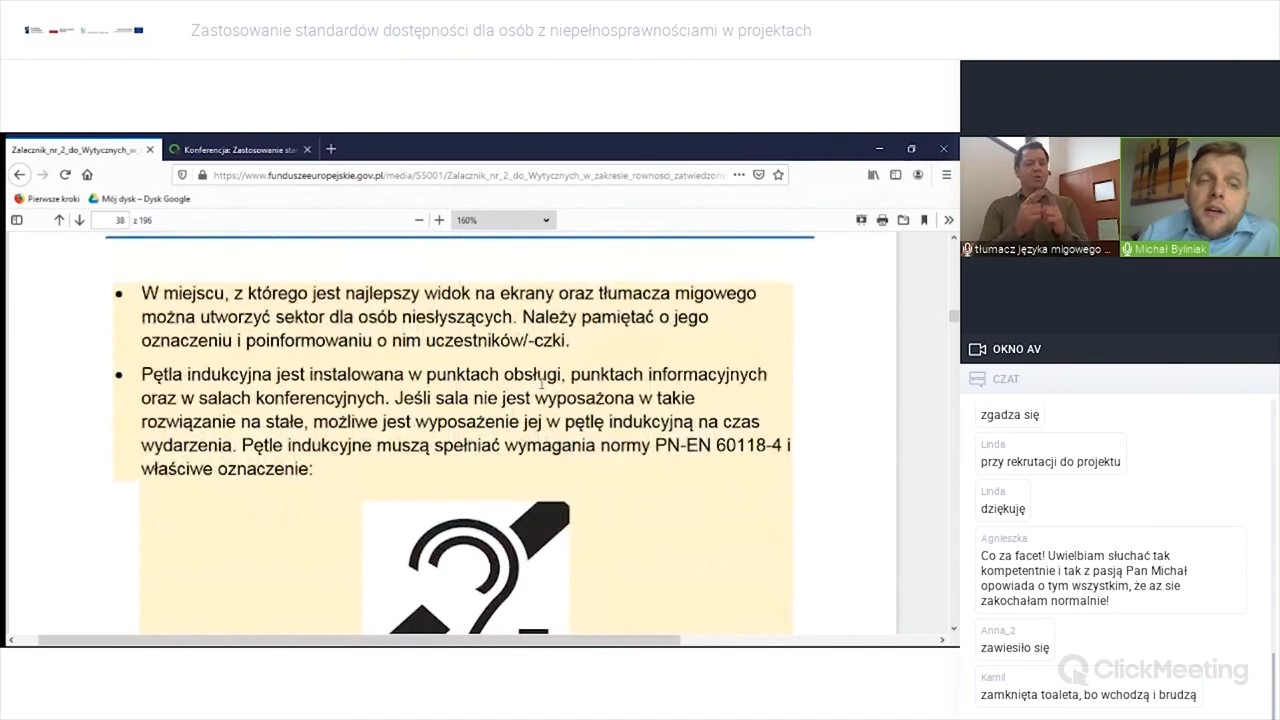 Zastosowanie standardów dostępności dla osób z niepełnosprawnościami w projektach
Zalacznik_nr_2_do_Wytycznych_w_
Konferencja: Zastosowanie sta
https://www.funduszeeuropejskie.gov.pl/media/55001/Zalacznik_nr_2_do_Wytycznych_w_zakresie_rownosci_zatwiedzone
Pierwsze kroki
Mój dysk – Dysk Google
38 z 196
160%
W miejscu, z którego jest najlepszy widok na ekrany oraz tłumacza migowego
można utworzyć sektor dla osób niesłyszących. Należy pamiętać o jego
oznaczeniu i poinformowaniu o nim uczestników/-czki.
Pętla indukcyjna jest instalowana w punktach obsługi, punktach informacyjnych
oraz w salach konferencyjnych. Jeśli sala nie jest wyposażona w takie
rozwiązanie na stałe, możliwe jest wyposażenie jej w pętlę indukcyjną na czas
wydarzenia. Pętle indukcyjne muszą spełniać wymagania normy PN-EN 60118-4 i
właściwe oznaczenie:
tłumacz języka migowego ...
Michał Byliniak
OKNO AV
CZAT
zgadza się
Linda
przy rekrutacji do projektu
Linda
dziękuję
Agnieszka
Co za facet! Uwielbiam słuchać tak
kompetentnie i tak z pasją Pan Michał
opowiada o tym wszystkim, że az sie
zakochałam normalnie!
Anna_2
zawiesiło się
Kamil
zamknięta toaleta, bo wchodzą i brudzą
ClickMeeting